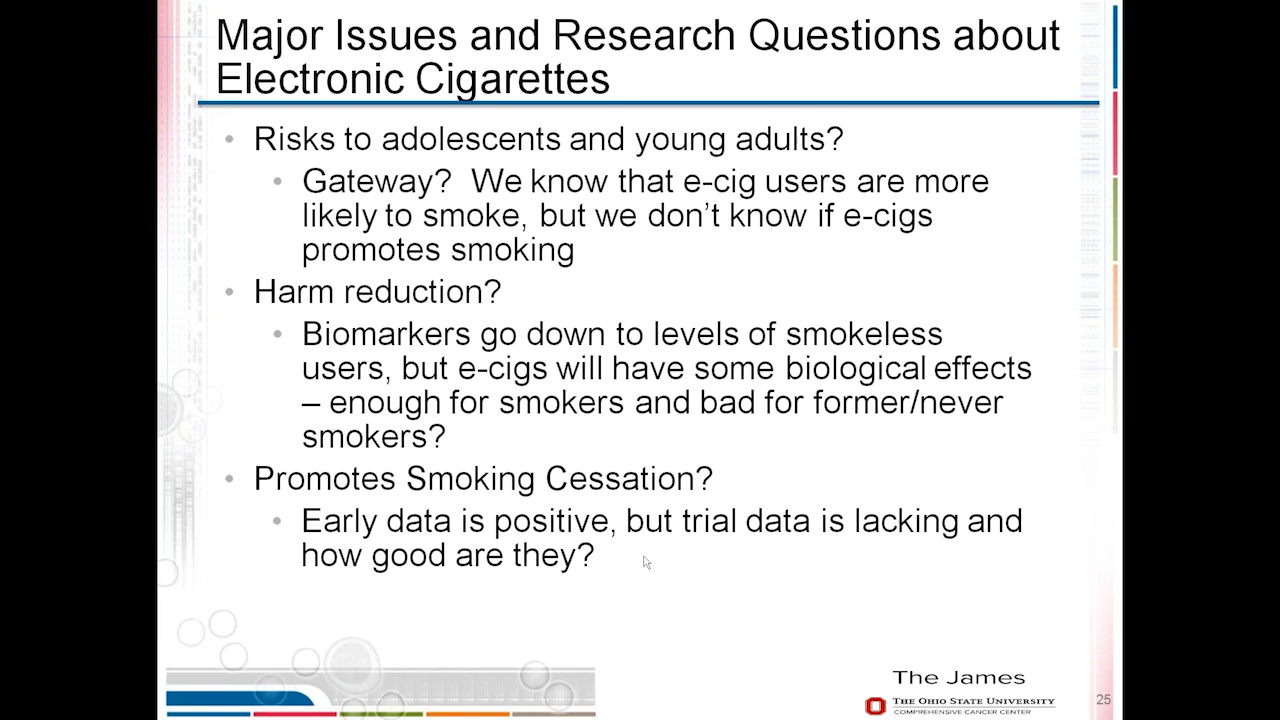 Major Issues and Research Questions about
Electronic Cigarettes
• Risks to adolescents and young adults?
• Gateway?  We know that e-cig users are more
likely to smoke, but we don’t know if e-cigs
promotes smoking
• Harm reduction?
• Biomarkers go down to levels of smokeless
users, but e-cigs will have some biological effects
– enough for smokers and bad for former/never
smokers?
• Promotes Smoking Cessation?
• Early data is positive, but trial data is lacking and
how good are they?
The James
THE OHIO STATE UNIVERSITY
COMPREHENSIVE CANCER CENTER
25